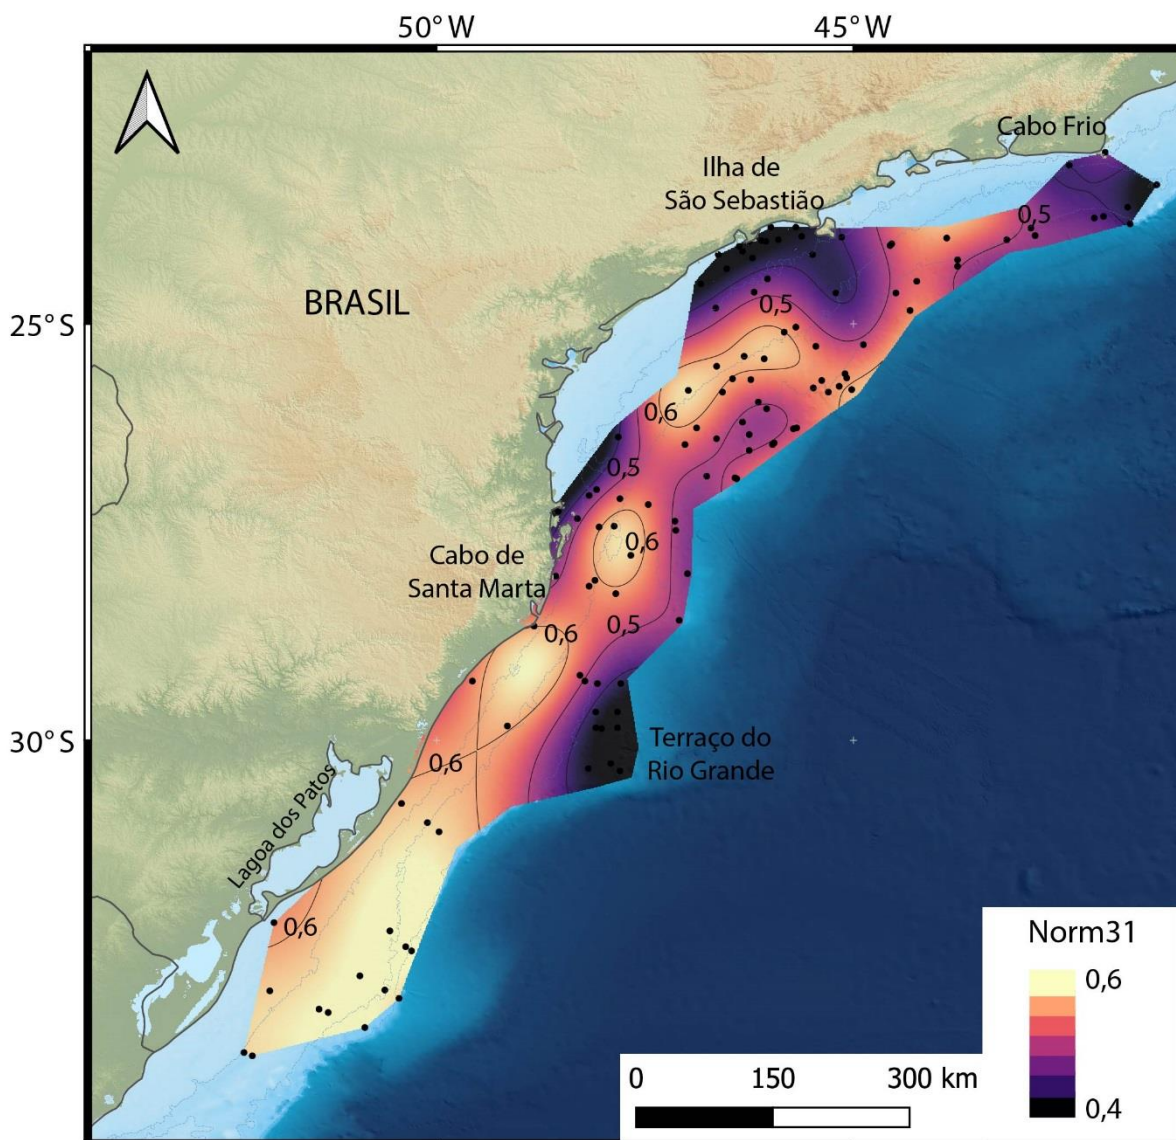 50° W
45° W
Cabo Frio
Ilha de
São Sebastião
0,5
BRASIL
25° S
0,5
0,6
0,5
0,6
Cabo de
Santa Marta
0,6
0,5
30° S
Terraço do
Rio Grande
0,6
Lagoa dos Patos
0,6
Norm31
0,6
0,4
0
150
300 km